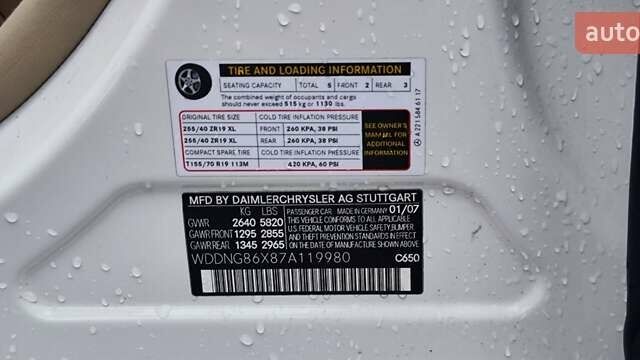 auto
TIRE AND LOADING INFORMATION
SEATING CAPACITY TOTAL 5 FRONT 2 REAR 3
The combined weight of occupants and cargo
should never exceed 515 kg or 1130 lbs.
ORIGINAL TIRE SIZE COLD TIRE INFLATION PRESSURE
255/40 ZR19 XL FRONT 260 KPA, 38 PSI
255/40 ZR19 XL REAR 260 KPA, 38 PSI
COMPACT SPARE TIRE COLD TIRE INFLATION PRESSURE
T155/70 R19 113M 420 KPA, 60 PSI
SEE OWNER'S
MANUAL FOR
ADDITIONAL
INFORMATION
A 221 584 61 17
MFD BY DAIMLERCHRYSLER AG STUTTGART
KG LBS PASSENGER CAR. MADE IN GERMANY 01/07
GVWR 2640 5820 THIS VEHICLE CONFORMS TO ALL APPLICABLE
GAWR FRONT 1295 2855 U.S. FEDERAL MOTOR VEHICLE SAFETY, BUMPER
GAWR REAR 1345 2965 AND THEFT PREVENTION STANDARDS IN EFFECT
ON THE DATE OF MANUFACTURE SHOWN ABOVE.
WDDNG86X87A119980 C650